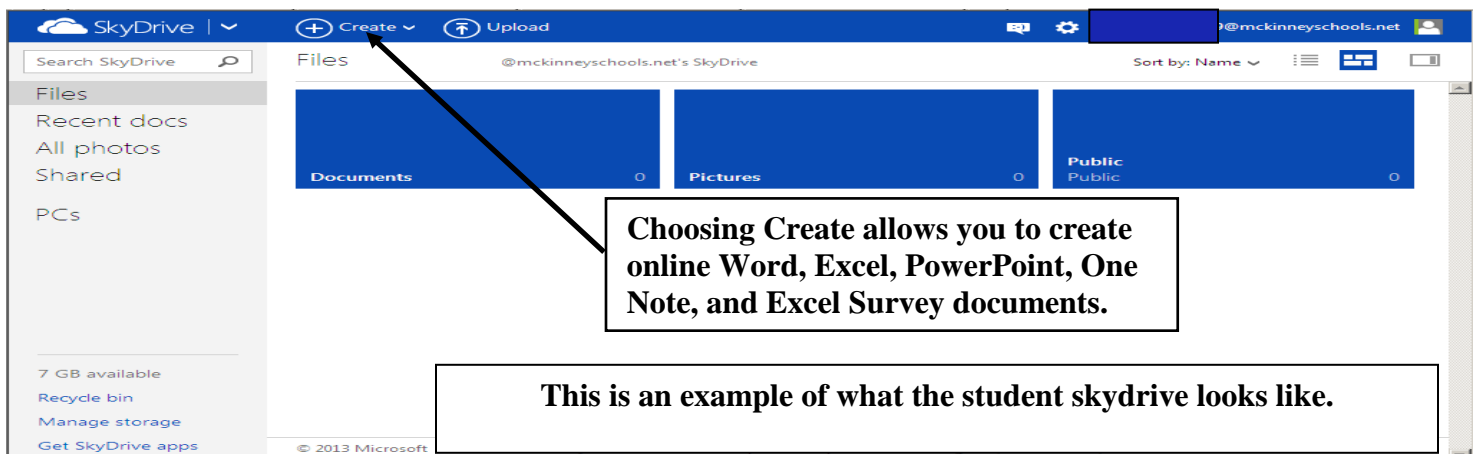 SkyDrive Create Upload 9@mckinneyschools.net
Search SkyDrive Files @mckinneyschools.net's SkyDrive Sort by: Name
Files
Recent docs
All photos
Shared
PCs
Documents 0 Pictures 0 Public
Public 0
Choosing Create allows you to create
online Word, Excel, PowerPoint, One
Note, and Excel Survey documents.
This is an example of what the student skydrive looks like.
7 GB available
Recycle bin
Manage storage
Get SkyDrive apps
© 2013 Microsoft